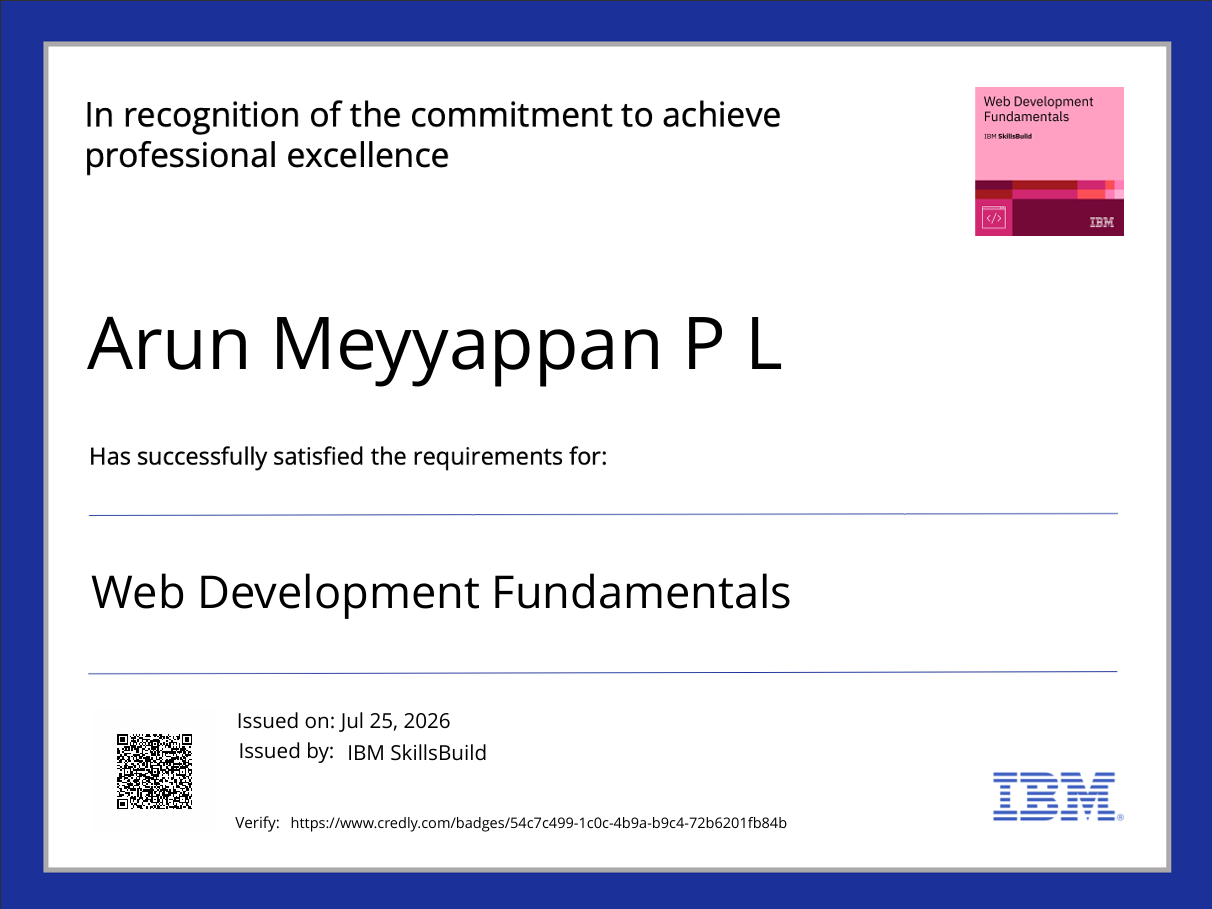 In recognition of the commitment to achieve
professional excellence
Web Development
Fundamentals
IBM SkillsBuild
</>
IBM
Arun Meyyappan P L
Has successfully satisfied the requirements for:
Web Development Fundamentals
Issued on: Jul 25, 2026
Issued by: IBM SkillsBuild
Verify: https://www.credly.com/badges/54c7c499-1c0c-4b9a-b9c4-72b6201fb84b
IBM®